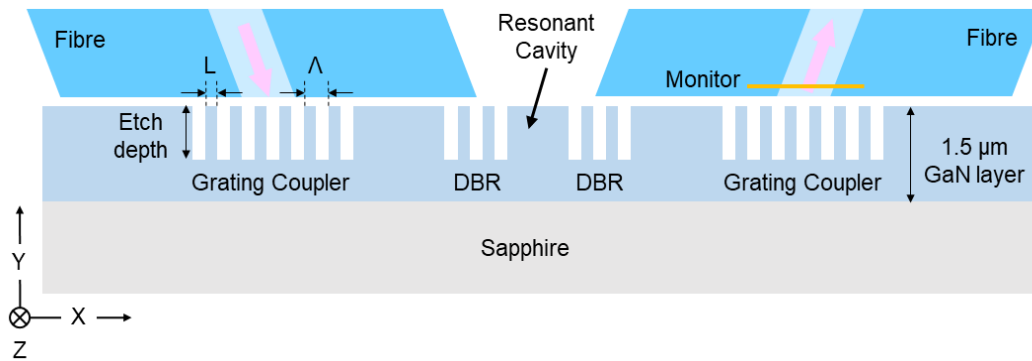 Fibre
Resonant
Cavity
Fibre
L
Λ
Monitor
Etch
depth
Grating Coupler
DBR
DBR
Grating Coupler
1.5 μm
GaN layer
Sapphire
Y
X
Z